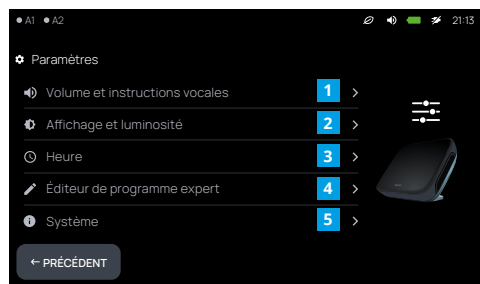 A1 A2 21:13
Paramètres
Volume et instructions vocales 1
Affichage et luminosité 2
Heure 3
Éditeur de programme expert 4
Système 5
← PRÉCÉDENT